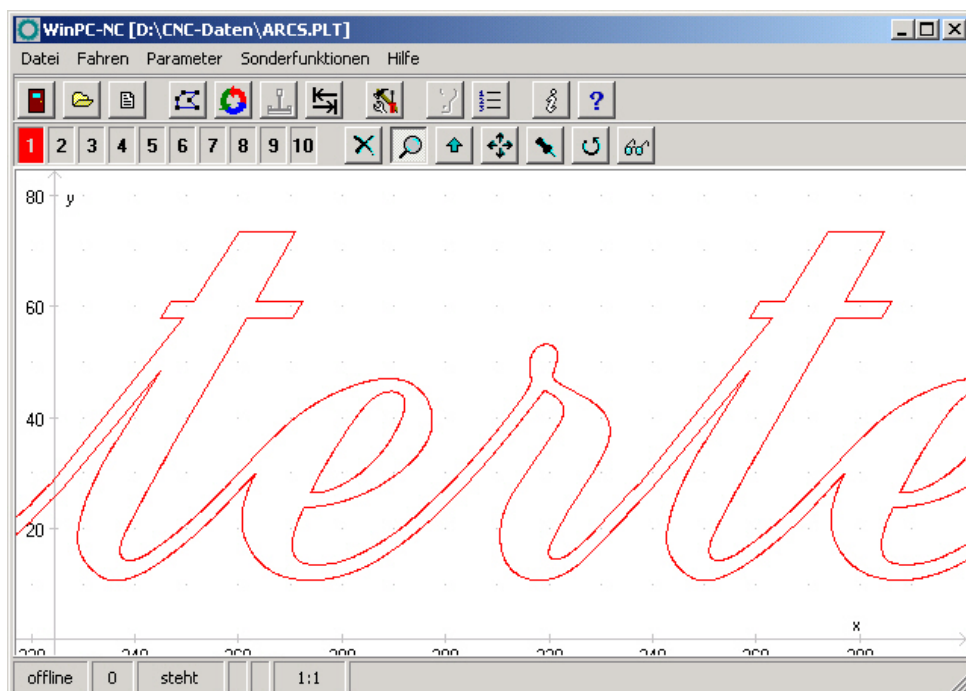 WinPC-NC [D:\CNC-Daten\ARCS.PLT]
Datei Fahren Parameter Sonderfunktionen Hilfe
1 2 3 4 5 6 7 8 9 10
80 y
60
terte
40
20
x
offline 0 steht 1:1